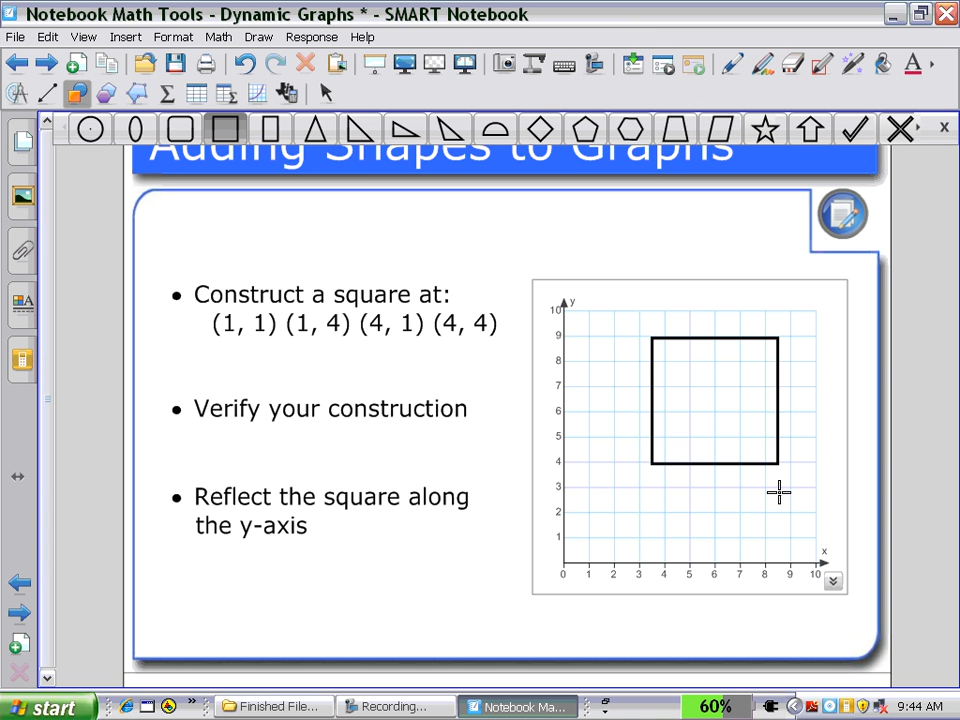 Notebook Math Tools - Dynamic Graphs * - SMART Notebook
File Edit View Insert Format Math Draw Response Help
Adding Shapes to Graphs
• Construct a square at:
(1, 1) (1, 4) (4, 1) (4, 4)
• Verify your construction
• Reflect the square along
the y-axis
y
10
9
8
7
6
5
4
3
2
1
x
0 1 2 3 4 5 6 7 8 9 10
start Finished File... Recording... Notebook Ma... 60% 9:44 AM